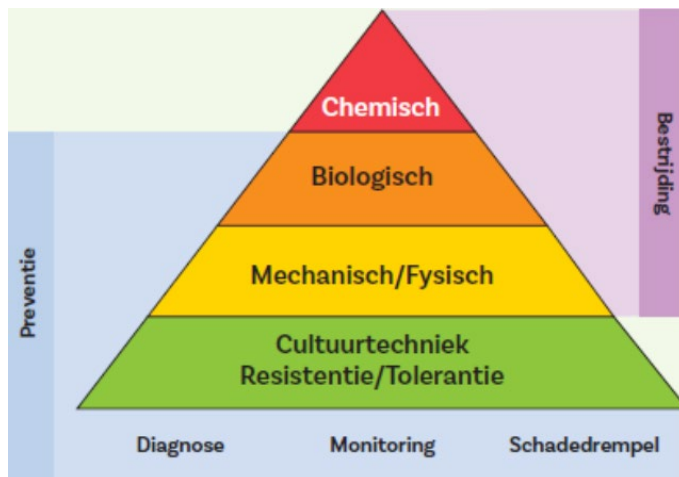 Chemisch
Biologisch
Mechanisch/Fysisch
Cultuurtechniek
Resistentie/Tolerantie
Preventie
Bestrijding
Diagnose Monitoring Schadedrempel